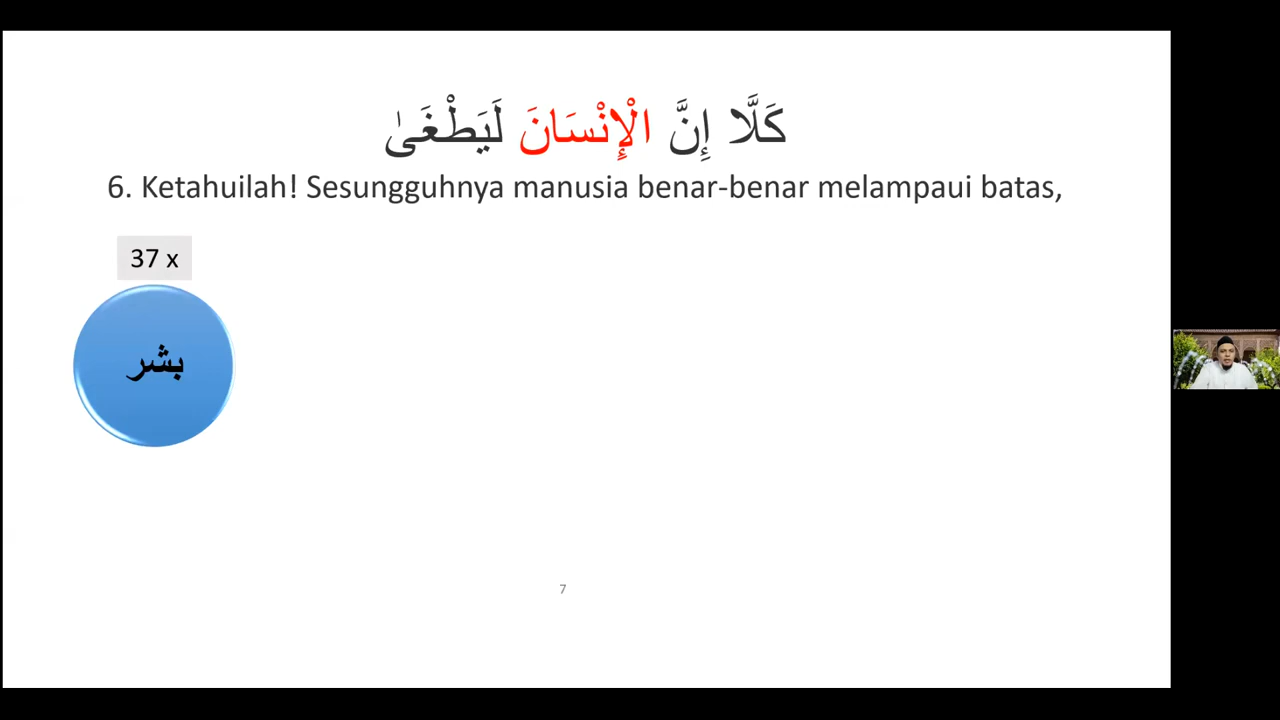 كَلَّا إِنَّ الْإِنْسَانَ لَيَطْغَىٰ
6. Ketahuilah! Sesungguhnya manusia benar-benar melampaui batas,
37 x
بشر
7